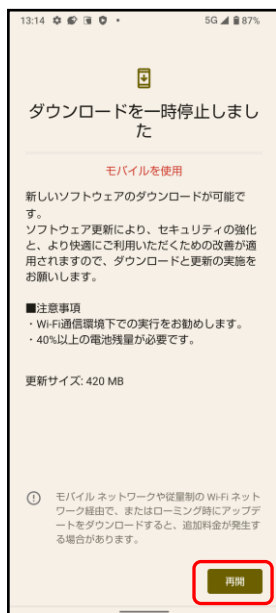 13:14 5G 87%
ダウンロードを一時停止しまし
た
モバイルを使用
新しいソフトウェアのダウンロードが可能で
す。
ソフトウェア更新により、セキュリティの強化
と、より快適にご利用いただくための改善が適
用されますので、ダウンロードと更新の実施を
お願いします。
■注意事項
・Wi-Fi通信環境下での実行をお勧めします。
・40%以上の電池残量が必要です。
更新サイズ: 420 MB
モバイル ネットワークや従量制の Wi-Fi ネット
ワーク経由で、またはローミング時にアップデ
ートをダウンロードすると、追加料金が発生す
る場合があります。
再開